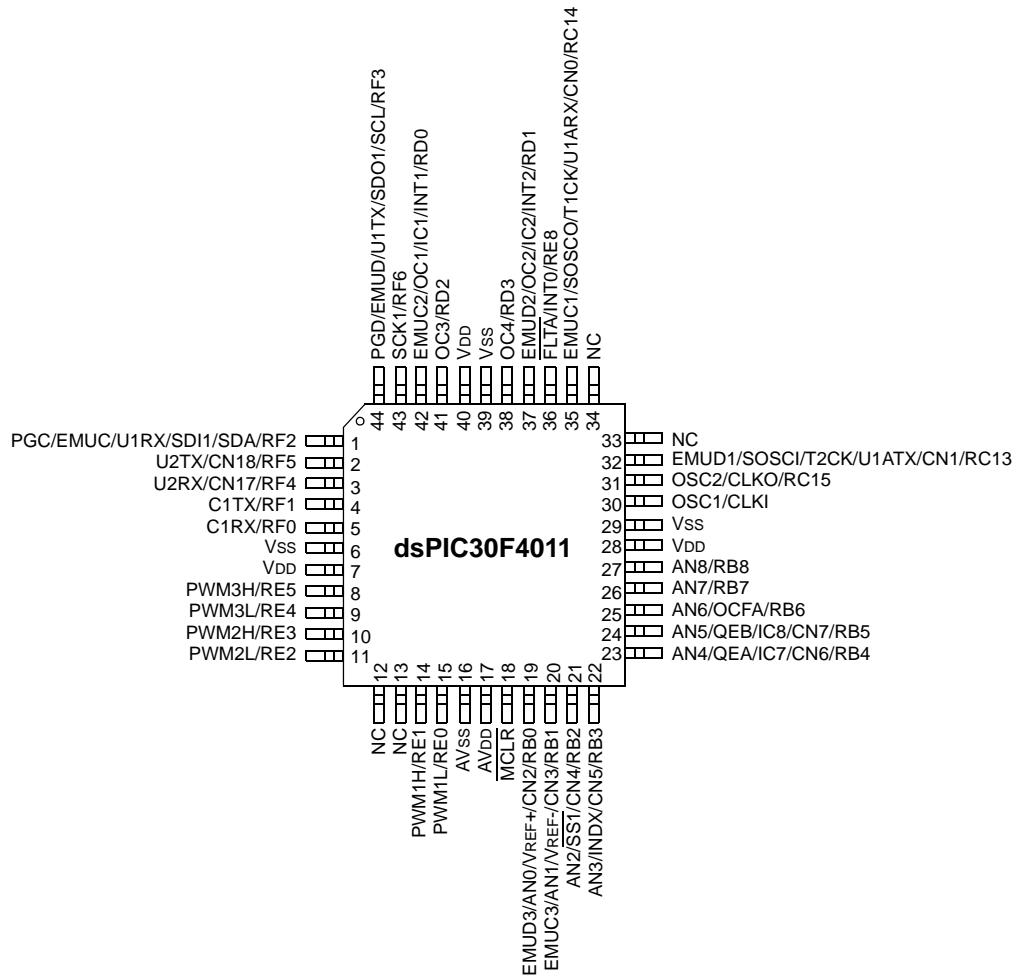 PGD/EMUD/U1TX/SDO1/SCL/RF3
SCK1/RF6
EMUC2/OC1/IC1/INT1/RD0
OC3/RD2
VDD
VSS
OC4/RD3
EMUD2/OC2/IC2/INT2/RD1
FLTA/INT0/RE8
EMUC1/SOSCO/T1CK/U1ARX/CN0/RC14
NC
44 43 42 41 40 39 38 37 36 35 34
PGC/EMUC/U1RX/SDI1/SDA/RF2 1
U2TX/CN18/RF5 2
U2RX/CN17/RF4 3
C1TX/RF1 4
C1RX/RF0 5
VSS 6
VDD 7
PWM3H/RE5 8
PWM3L/RE4 9
PWM2H/RE3 10
PWM2L/RE2 11
dsPIC30F4011
33 NC
32 EMUD1/SOSCI/T2CK/U1ATX/CN1/RC13
31 OSC2/CLKO/RC15
30 OSC1/CLKI
29 VSS
28 VDD
27 AN8/RB8
26 AN7/RB7
25 AN6/OCFA/RB6
24 AN5/QEB/IC8/CN7/RB5
23 AN4/QEA/IC7/CN6/RB4
12 13 14 15 16 17 18 19 20 21 22
NC
NC
PWM1H/RE1
PWM1L/RE0
AVSS
AVDD
MCLR
EMUD3/AN0/VREF+/CN2/RB0
EMUC3/AN1/VREF-/CN3/RB1
AN2/SS1/CN4/RB2
AN3/INDX/CN5/RB3